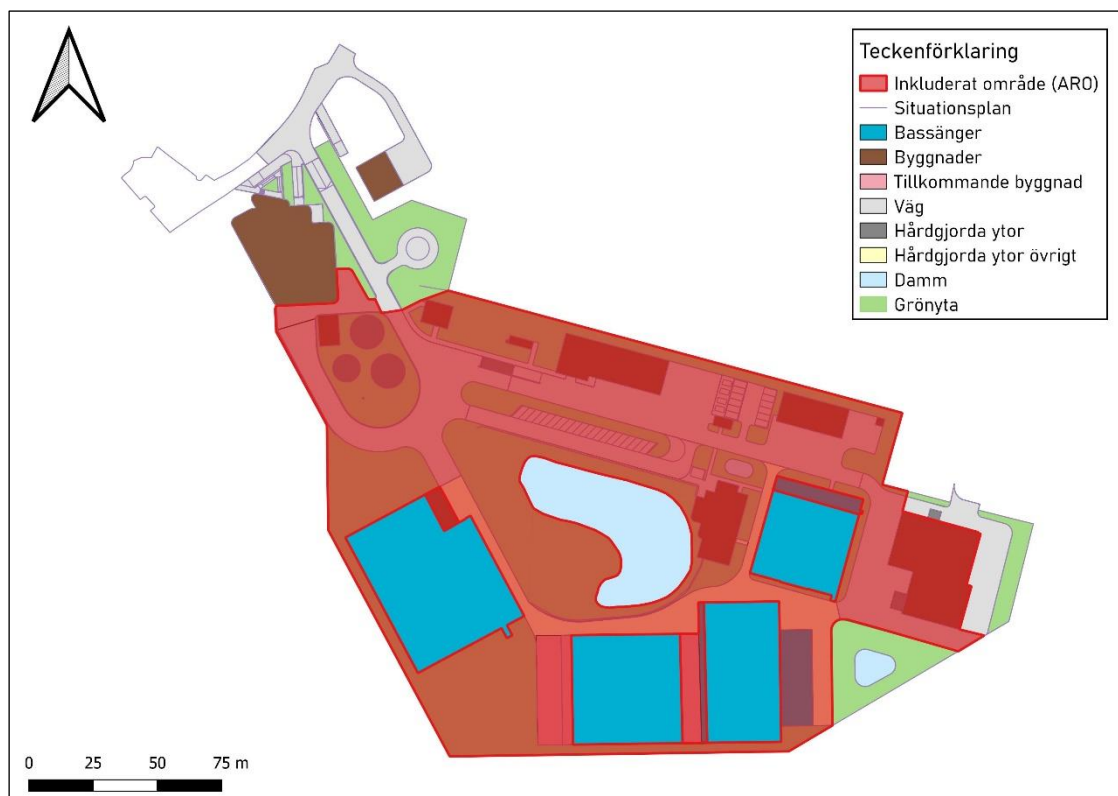 Teckenförklaring
Inkluderat område (ARO)
Situationsplan
Bassänger
Byggnader
Tillkommande byggnad
Väg
Hårdgjorda ytor
Hårdgjorda ytor övrigt
Damm
Grönyta
0 25 50 75 m